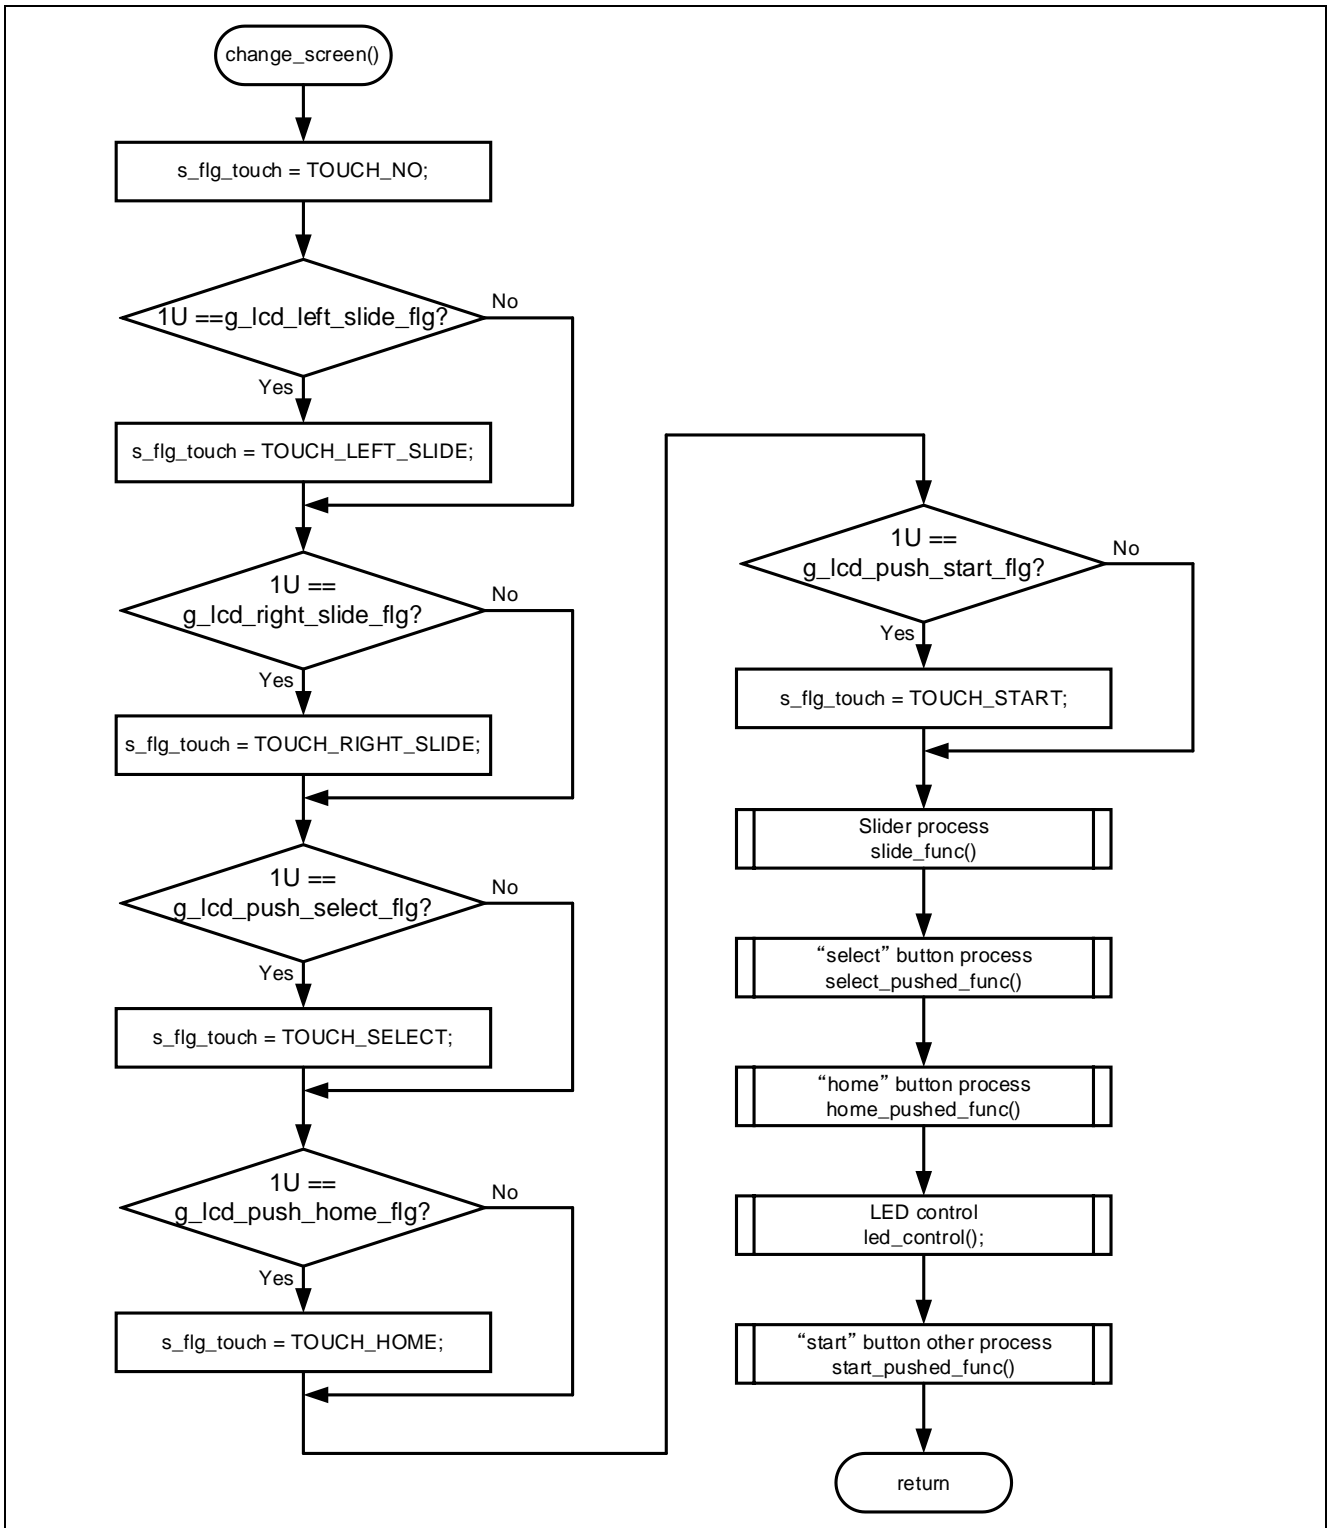 change_screen()
s_flg_touch = TOUCH_NO;
1U ==g_lcd_left_slide_flg?
No
Yes
s_flg_touch = TOUCH_LEFT_SLIDE;
1U ==
g_lcd_right_slide_flg?
No
Yes
s_flg_touch = TOUCH_RIGHT_SLIDE;
1U ==
g_lcd_push_select_flg?
No
Yes
s_flg_touch = TOUCH_SELECT;
1U ==
g_lcd_push_home_flg?
No
Yes
s_flg_touch = TOUCH_HOME;
1U ==
g_lcd_push_start_flg?
No
Yes
s_flg_touch = TOUCH_START;
Slider process
slide_func()
“select” button process
select_pushed_func()
“home” button process
home_pushed_func()
LED control
led_control();
“start” button other process
start_pushed_func()
return